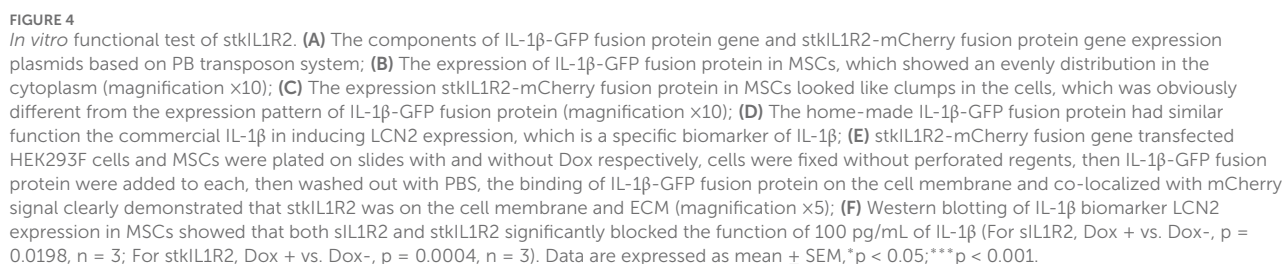 FIGURE 4
In vitro functional test of stkIL1R2. (A) The components of IL-1β-GFP fusion protein gene and stkIL1R2-mCherry fusion protein gene expression
plasmids based on PB transposon system; (B) The expression of IL-1β-GFP fusion protein in MSCs, which showed an evenly distribution in the
cytoplasm (magnification ×10); (C) The expression stkIL1R2-mCherry fusion protein in MSCs looked like clumps in the cells, which was obviously
different from the expression pattern of IL-1β-GFP fusion protein (magnification ×10); (D) The home-made IL-1β-GFP fusion protein had similar
function the commercial IL-1β in inducing LCN2 expression, which is a specific biomarker of IL-1β; (E) stkIL1R2-mCherry fusion gene transfected
HEK293F cells and MSCs were plated on slides with and without Dox respectively, cells were fixed without perforated regents, then IL-1β-GFP fusion
protein were added to each, then washed out with PBS, the binding of IL-1β-GFP fusion protein on the cell membrane and co-localized with mCherry
signal clearly demonstrated that stkIL1R2 was on the cell membrane and ECM (magnification ×5); (F) Western blotting of IL-1β biomarker LCN2
expression in MSCs showed that both sIL1R2 and stkIL1R2 significantly blocked the function of 100 pg/mL of IL-1β (For sIL1R2, Dox + vs. Dox-, p =
0.0198, n = 3; For stkIL1R2, Dox + vs. Dox-, p = 0.0004, n = 3). Data are expressed as mean + SEM,*p < 0.05;***p < 0.001.